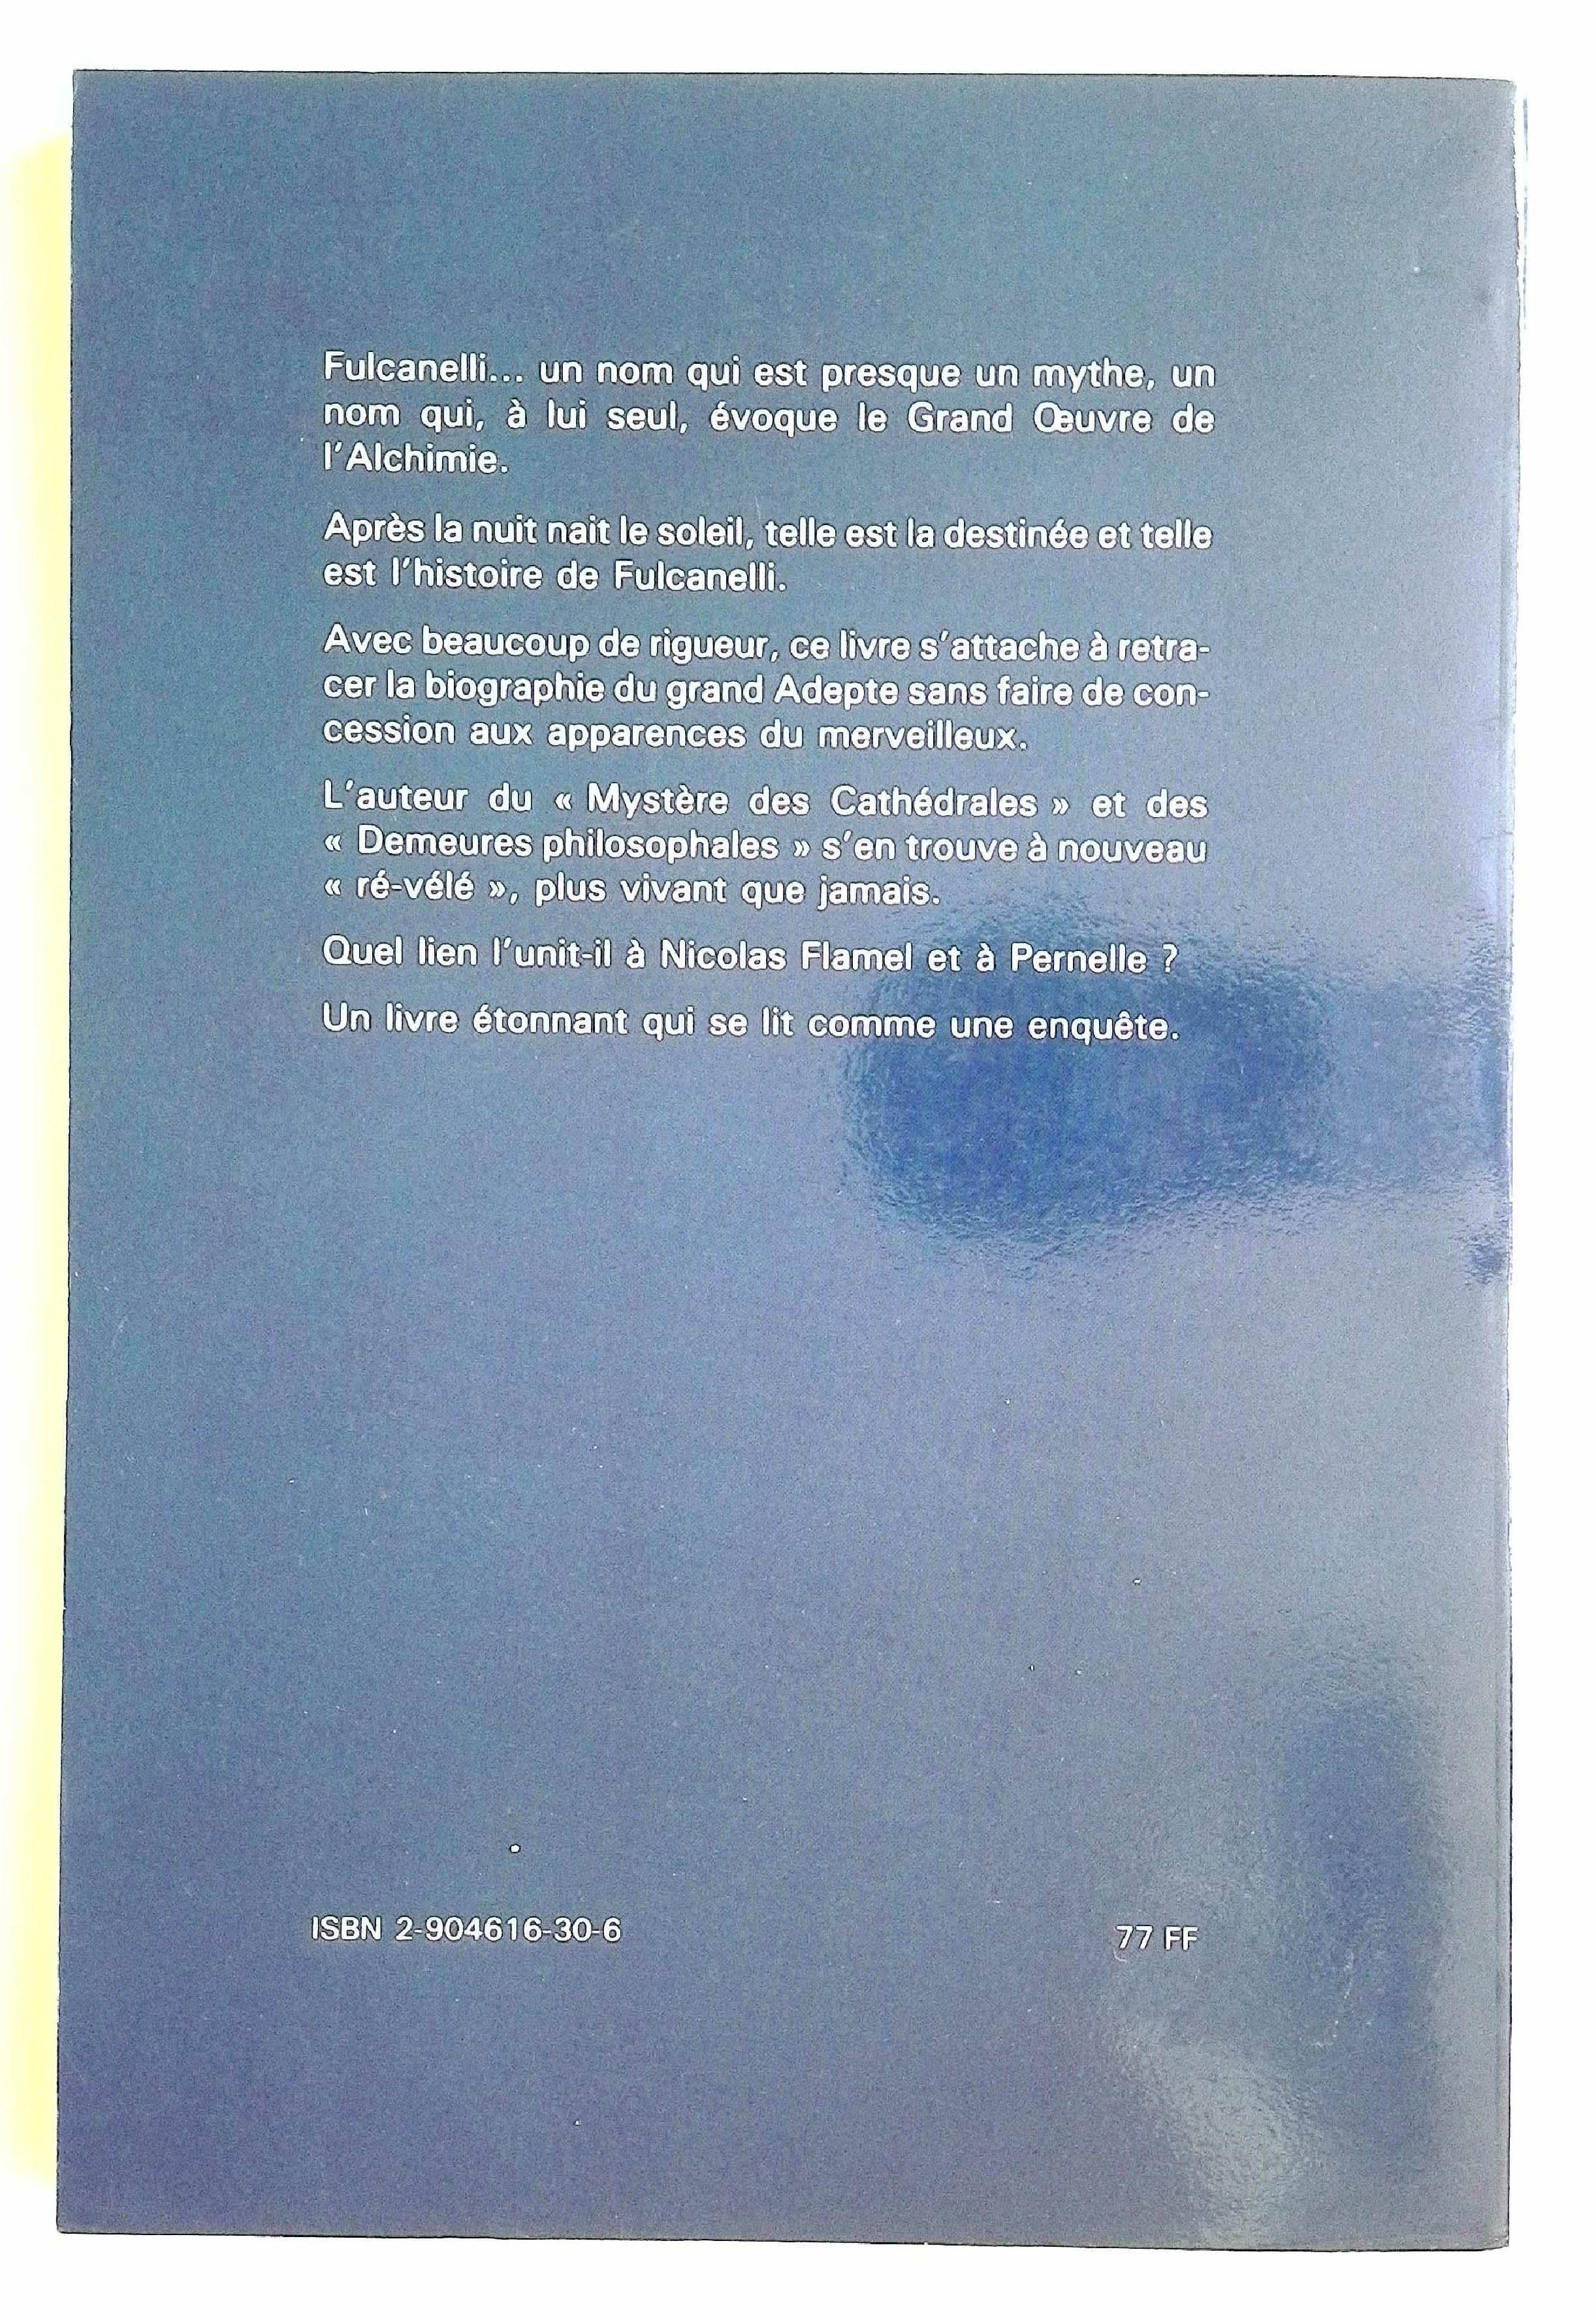 Fulcanelli... un nom qui est presque un mythe, un
nom qui, à lui seul, évoque le Grand Œuvre de
l'Alchimie.
Après la nuit nait le soleil, telle est la destinée et telle
est l'histoire de Fulcanelli.
Avec beaucoup de rigueur, ce livre s'attache à retra-
cer la biographie du grand Adepte sans faire de con-
cession aux apparences du merveilleux.
L'auteur du « Mystère des Cathédrales » et des
« Demeures philosophales » s'en trouve à nouveau
« ré-vélé », plus vivant que jamais.
Quel lien l'unit-il à Nicolas Flamel et à Pernelle ?
Un livre étonnant qui se lit comme une enquête.
ISBN 2-904616-30-6
77 FF